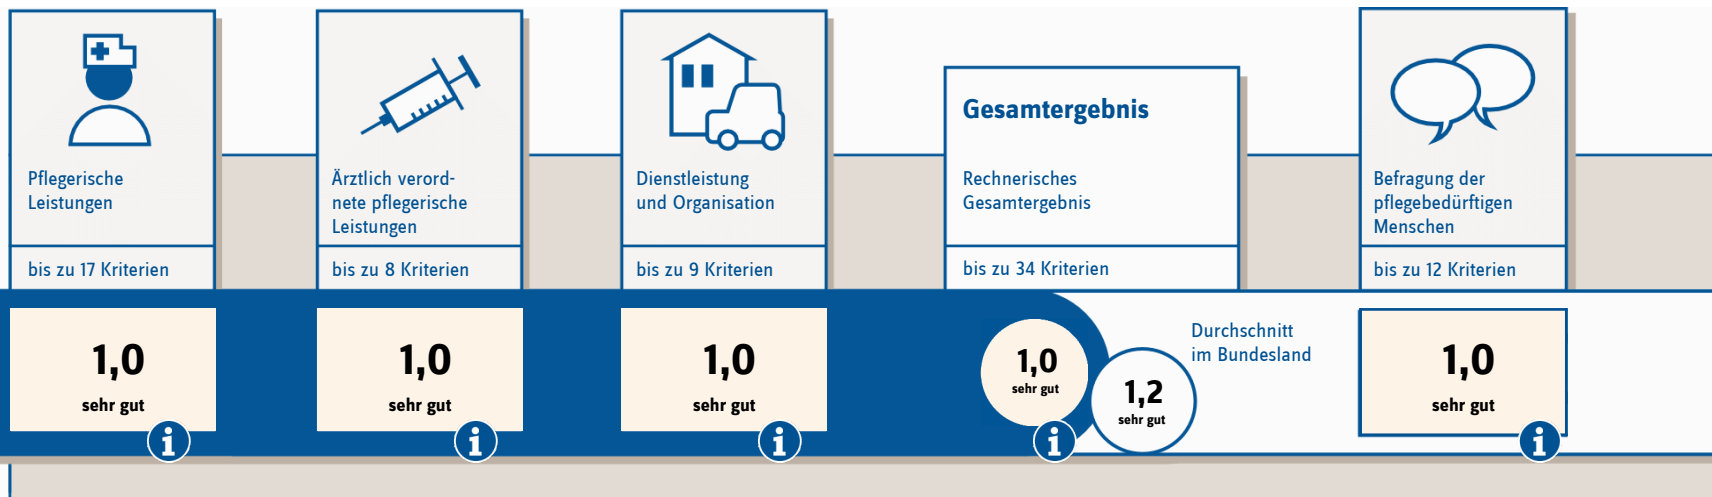 Pflegerische
Leistungen
bis zu 17 Kriterien
1,0
sehr gut
i
Ärztlich verord-
nete pflegerische
Leistungen
bis zu 8 Kriterien
1,0
sehr gut
i
Dienstleistung
und Organisation
bis zu 9 Kriterien
1,0
sehr gut
i
Gesamtergebnis
Rechnerisches
Gesamtergebnis
bis zu 34 Kriterien
1,0
sehr gut
i
1,2
sehr gut
Durchschnitt
im Bundesland
Befragung der
pflegebedürftigen
Menschen
bis zu 12 Kriterien
1,0
sehr gut
i